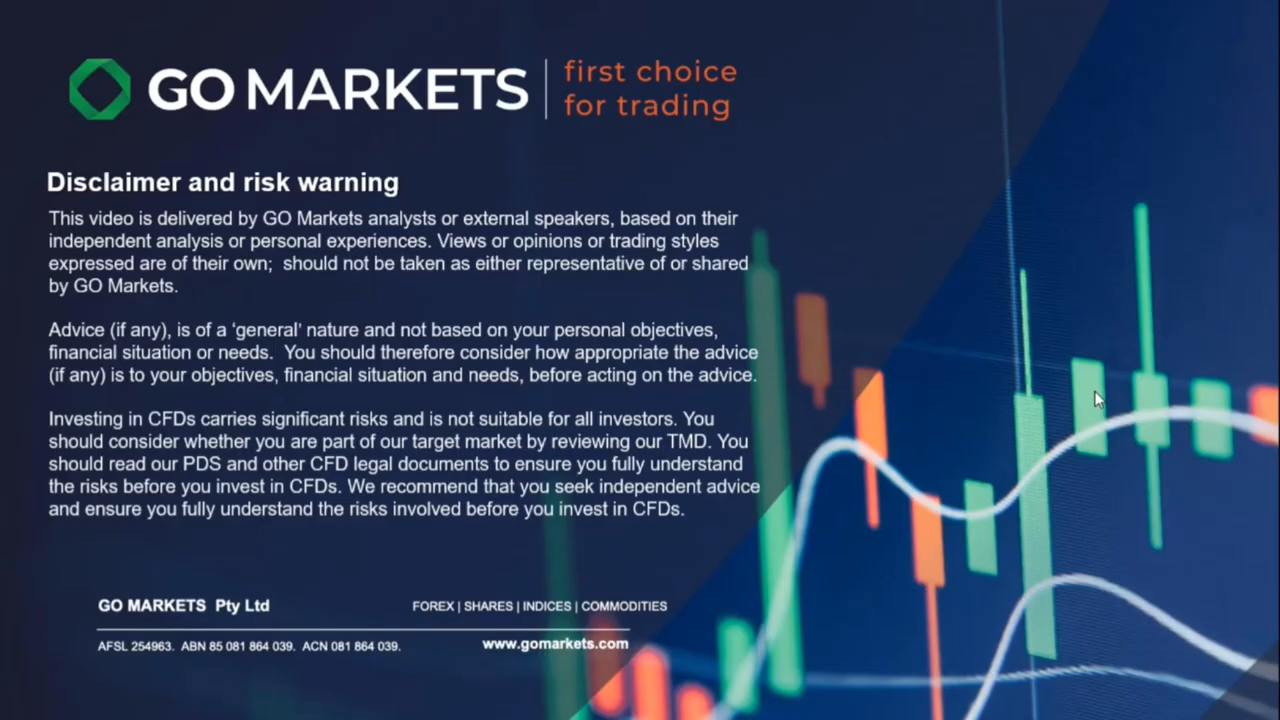 GO MARKETS
first choice
for trading
Disclaimer and risk warning
This video is delivered by GO Markets analysts or external speakers, based on their
independent analysis or personal experiences. Views or opinions or trading styles
expressed are of their own;  should not be taken as either representative of or shared
by GO Markets.
Advice (if any), is of a ‘general’ nature and not based on your personal objectives,
financial situation or needs.  You should therefore consider how appropriate the advice
(if any) is to your objectives, financial situation and needs, before acting on the advice.
Investing in CFDs carries significant risks and is not suitable for all investors. You
should consider whether you are part of our target market by reviewing our TMD. You
should read our PDS and other CFD legal documents to ensure you fully understand
the risks before you invest in CFDs. We recommend that you seek independent advice
and ensure you fully understand the risks involved before you invest in CFDs.
GO MARKETS  Pty Ltd
FOREX | SHARES | INDICES | COMMODITIES
AFSL 254963.  ABN 85 081 864 039.  ACN 081 864 039.
www.gomarkets.com